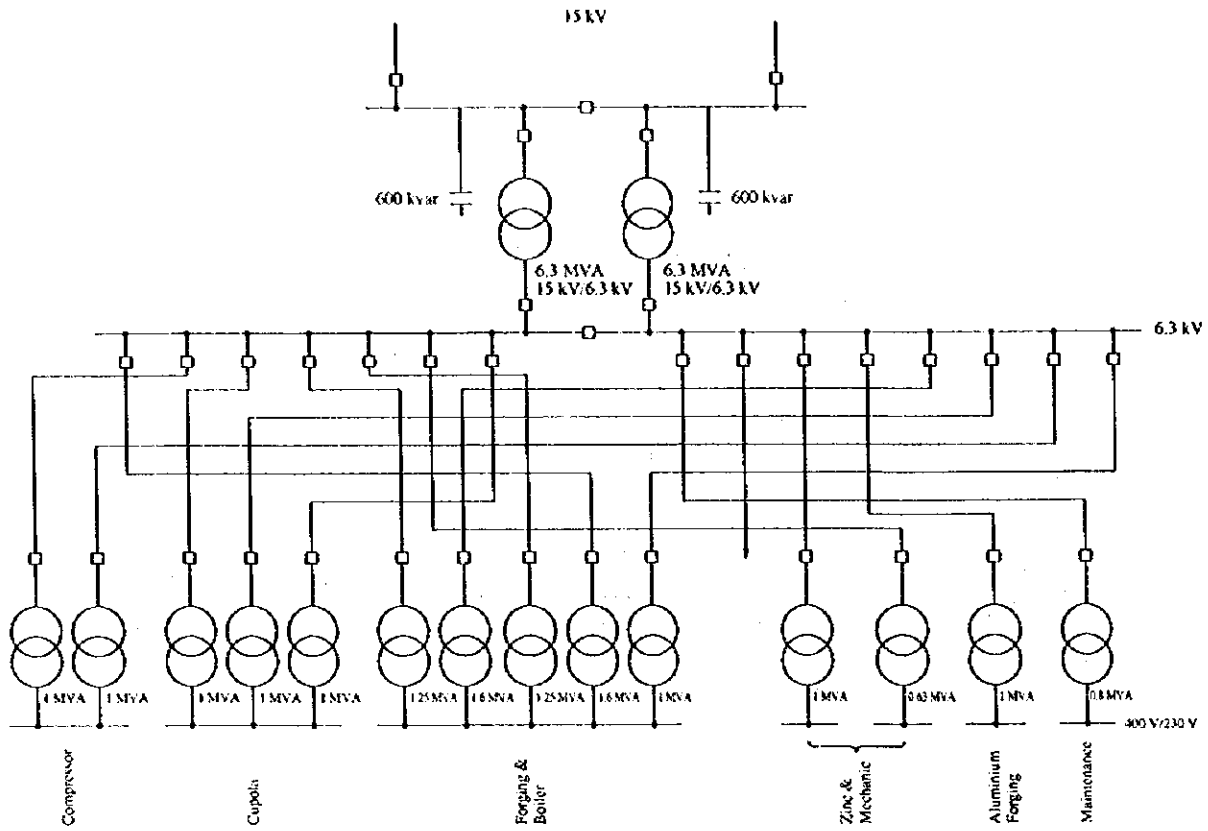 15 kV
600 kvar
600 kvar
6.3 MVA
15 kV/6.3 kV
6.3 MVA
15 kV/6.3 kV
6.3 kV
1 MVA
1 MVA
1 MVA
1 MVA
1 MVA
1.25 MVA
1.6 MVA
1.25 MVA
1.6 MVA
1 MVA
1 MVA
0.63 MVA
1 MVA
0.8 MVA
400 V/230 V
Compressor
Cupola
Forging &
Boiler
Zinc &
Mechanic
Aluminium
Forging
Maintenance